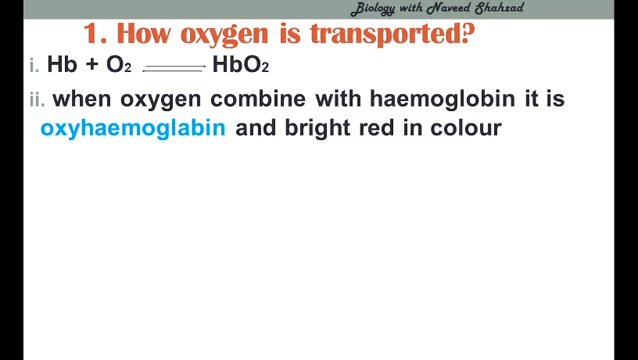 Biology with Naveed Shahzad
1. How oxygen is transported?
i. Hb + O₂ ⇌ HbO₂
ii. when oxygen combine with haemoglobin it is
oxyhaemoglabin and bright red in colour